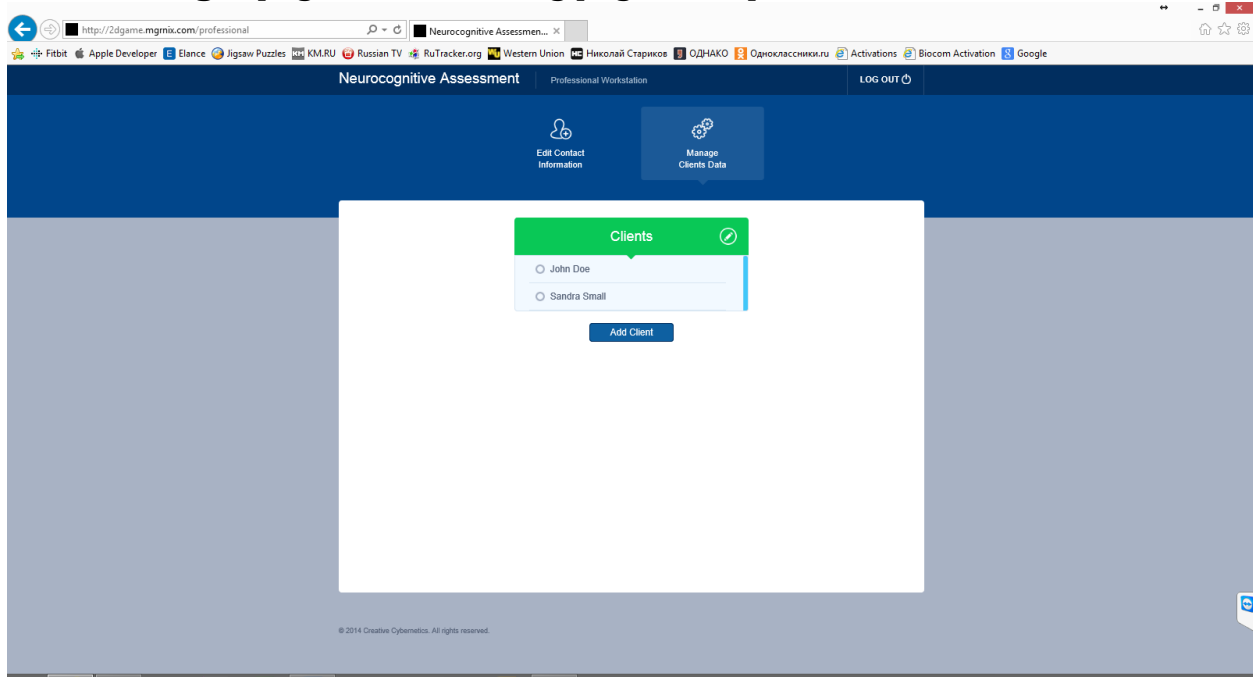 http://2dgame.mgrnix.com/professional
Neurocognitive Assessmen...
Fitbit Apple Developer Elance Jigsaw Puzzles KM.RU Russian TV RuTracker.org Western Union Николай Стариков ОДНАКО Одноклассники.ru Activations Biocom Activation Google
Neurocognitive Assessment Professional Workstation LOG OUT
Edit Contact
Information
Manage
Clients Data
Clients
John Doe
Sandra Small
Add Client
© 2014 Creative Cybernetics. All rights reserved.